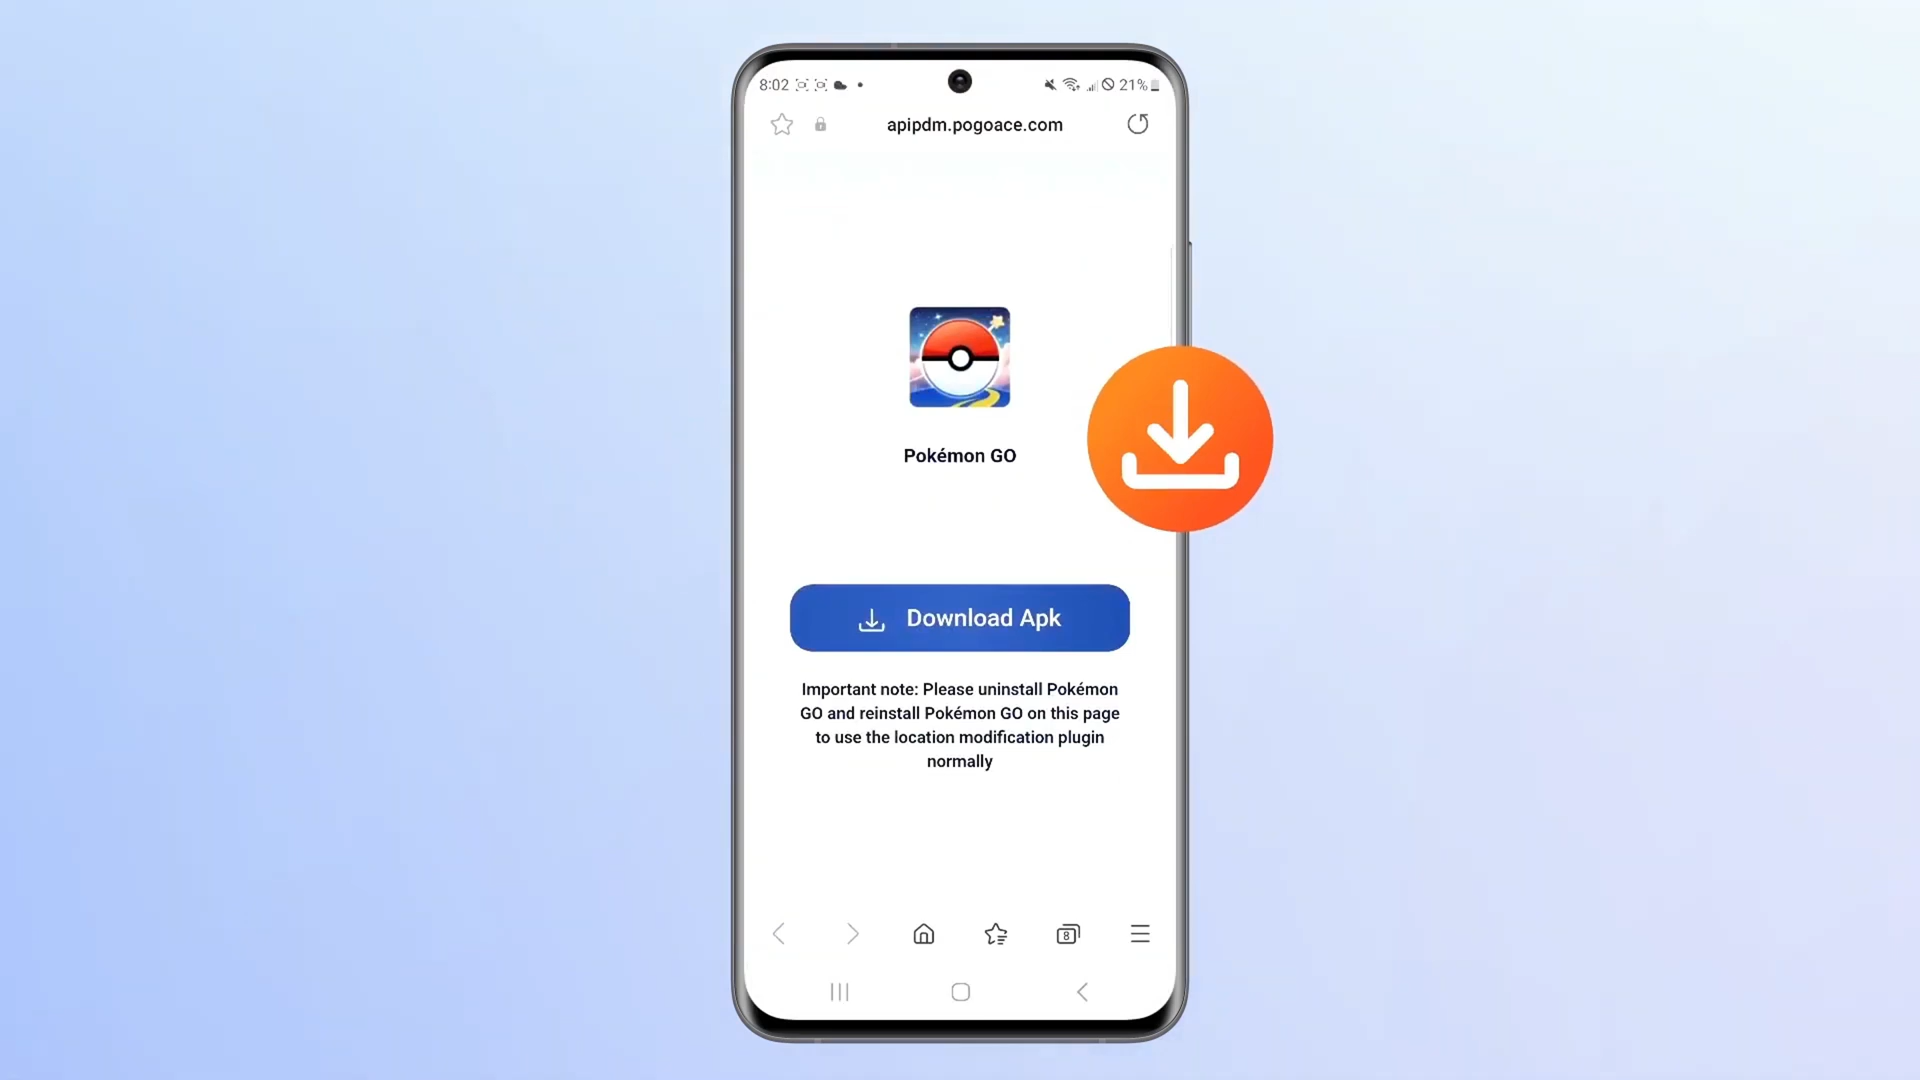 8:02
21%
apipdm.pogoace.com
Pokémon GO
Download Apk
Important note: Please uninstall Pokémon
GO and reinstall Pokémon GO on this page
to use the location modification plugin
normally
8